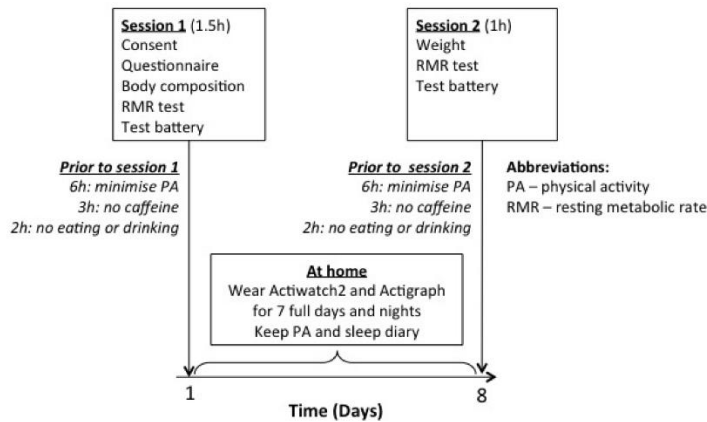 Session 1 (1.5h)
Consent
Questionnaire
Body composition
RMR test
Test battery
Session 2 (1h)
Weight
RMR test
Test battery
Prior to session 1
6h: minimise PA
3h: no caffeine
2h: no eating or drinking
Prior to session 2
6h: minimise PA
3h: no caffeine
2h: no eating or drinking
Abbreviations:
PA – physical activity
RMR – resting metabolic rate
At home
Wear Actiwatch2 and Actigraph
for 7 full days and nights
Keep PA and sleep diary
1
8
Time (Days)